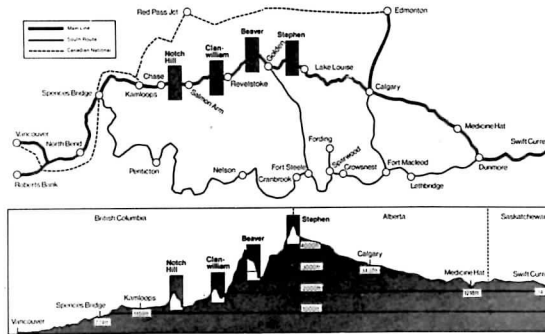 Main Line
South Route
Canadian National
Red Pass Jct
Edmonton
Notch
Hill
Clan-
william
Beaver
Stephen
Golden
Lake Louise
Chase
Revelstoke
Salmon Arm
Kamloops
Spences Bridge
Calgary
Vancouver
North Bend
Roberts Bank
Penticton
Nelson
Cranbrook
Fort Steele
Fording
Sparwood
Crowsnest
Fort Macleod
Lethbridge
Medicine Hat
Dunmore
Swift Curre
British Columbia
Alberta
Saskatchewa
Stephen
Beaver
Clan-
william
Notch
Hill
Calgary
Medicine Hat
Swift Curre
Kamloops
Spences Bridge
Vancouver